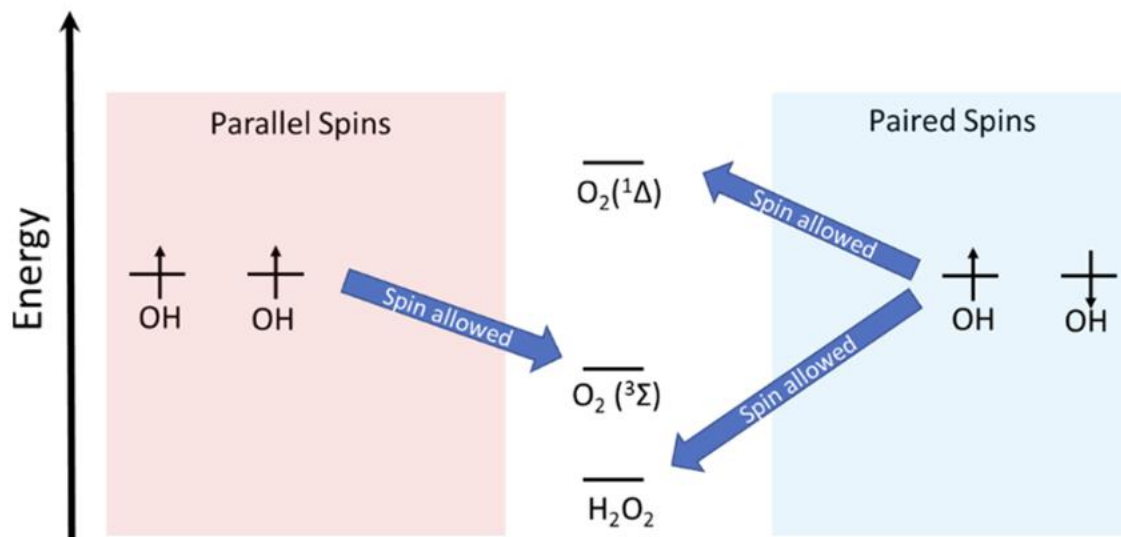 Energy
Parallel Spins
Paired Spins
O₂(¹Δ)
Spin allowed
OH
OH
Spin allowed
OH
OH
O₂ (³Σ)
Spin allowed
H₂O₂